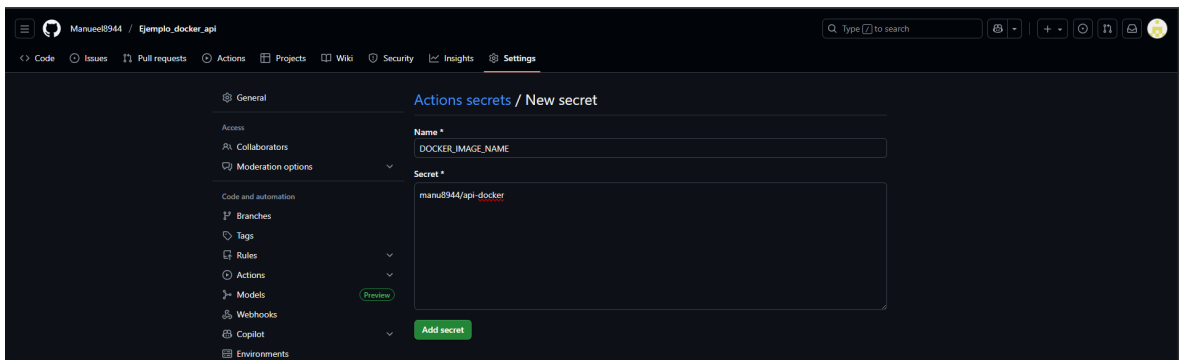 Manueel8944 / Ejemplo_docker_api
Type / to search
Code Issues Pull requests Actions Projects Wiki Security Insights Settings
General
Access
Collaborators
Moderation options
Code and automation
Branches
Tags
Rules
Actions
Models Preview
Webhooks
Copilot
Environments
Actions secrets / New secret
Name *
DOCKER_IMAGE_NAME
Secret *
manu8944/api-docker
Add secret